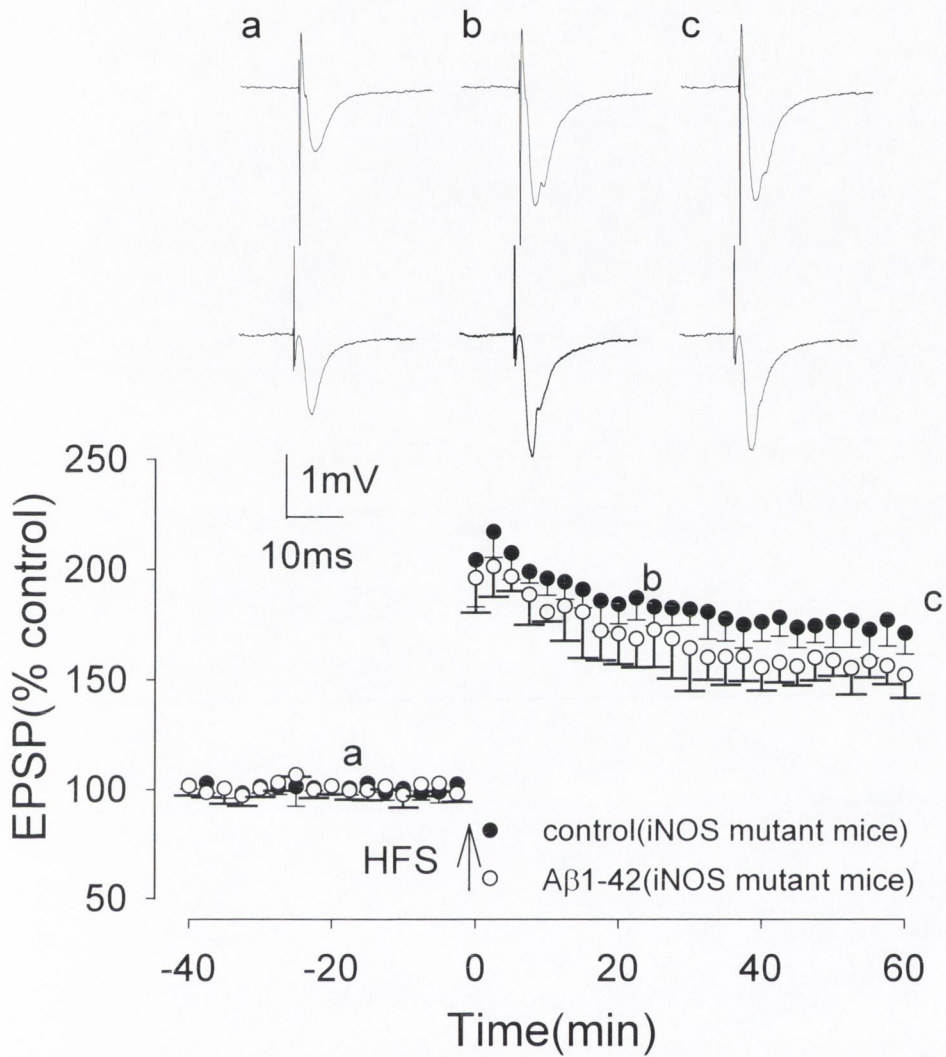 a b c
250
1mV
10ms
200
150
100
50
EPSP(% control)
b
c
a
HFS
control(iNOS mutant mice)
Aβ1-42(iNOS mutant mice)
-40 -20 0 20 40 60
Time(min)